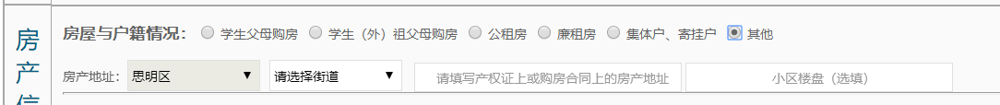 房产信
房屋与户籍情况： 学生父母购房 学生（外）祖父母购房 公租房 廉租房 集体户、寄挂户 其他
房产地址： 思明区 请选择街道 请填写产权证上或购房合同上的房产地址 小区楼盘（选填）